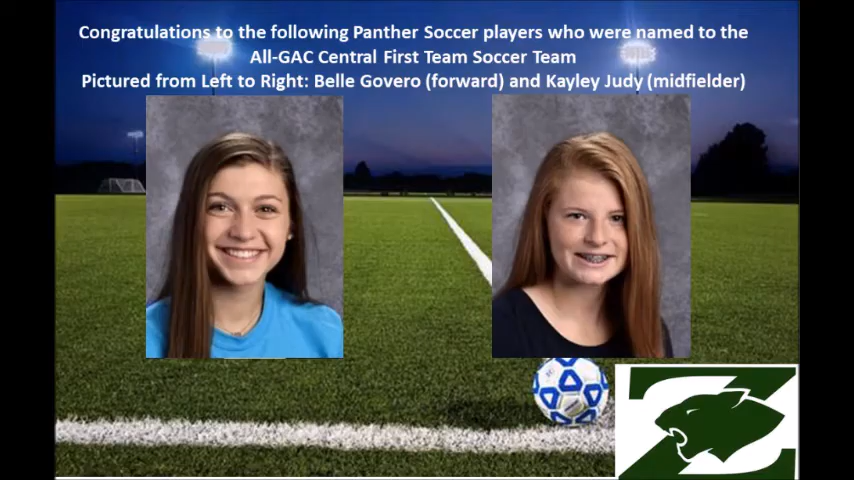 Congratulations to the following Panther Soccer players who were named to the
All-GAC Central First Team Soccer Team
Pictured from Left to Right: Belle Govero (forward) and Kayley Judy (midfielder)
Z